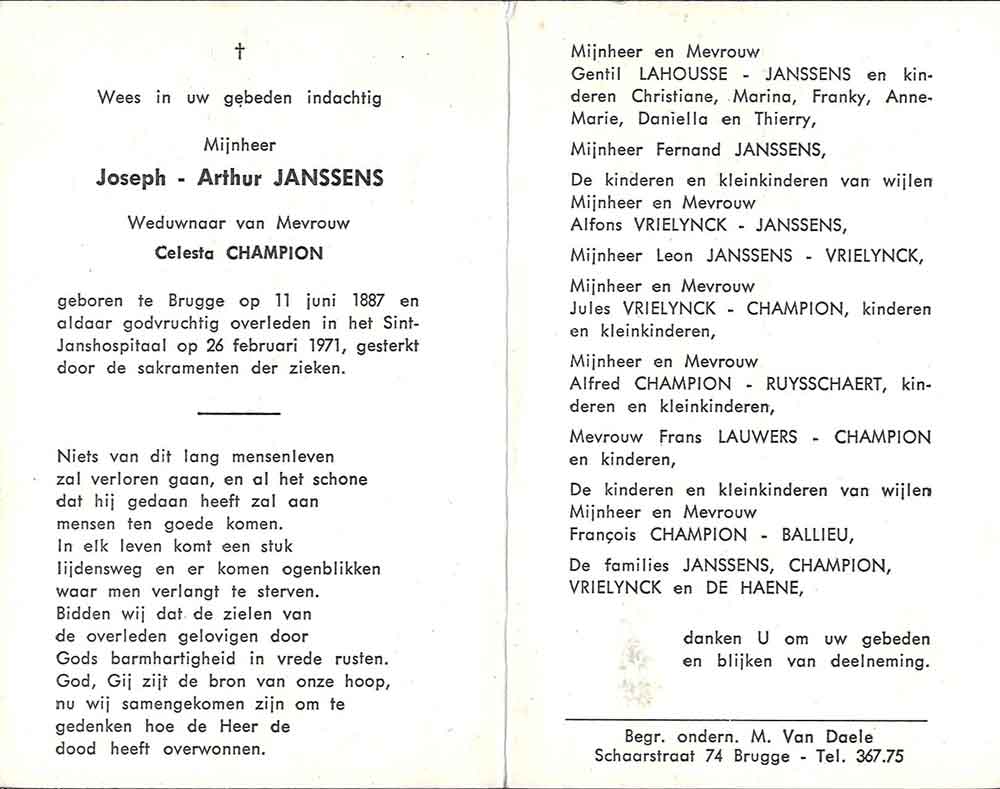 †
Wees in uw gebeden indachtig
Mijnheer
Joseph - Arthur JANSSENS
Weduwnaar van Mevrouw
Celesta CHAMPION
geboren te Brugge op 11 juni 1887 en
aldaar godvruchtig overleden in het Sint-
Janshospitaal op 26 februari 1971, gesterkt
door de sakramenten der zieken.
Niets van dit lang mensenleven
zal verloren gaan, en al het schone
dat hij gedaan heeft zal aan
mensen ten goede komen.
In elk leven komt een stuk
lijdensweg en er komen ogenblikken
waar men verlangt te sterven.
Bidden wij dat de zielen van
de overleden gelovigen door
Gods barmhartigheid in vrede rusten.
God, Gij zijt de bron van onze hoop,
nu wij samengekomen zijn om te
gedenken hoe de Heer de
dood heeft overwonnen.
Mijnheer en Mevrouw
Gentil LAHOUSSE - JANSSENS en kin-
deren Christiane, Marina, Franky, Anne-
Marie, Daniella en Thierry,
Mijnheer Fernand JANSSENS,
De kinderen en kleinkinderen van wijlen
Mijnheer en Mevrouw
Alfons VRIELYNCK - JANSSENS,
Mijnheer Leon JANSSENS - VRIELYNCK,
Mijnheer en Mevrouw
Jules VRIELYNCK - CHAMPION, kinderen
en kleinkinderen,
Mijnheer en Mevrouw
Alfred CHAMPION - RUYSSCHAERT, kin-
deren en kleinkinderen,
Mevrouw Frans LAUWERS - CHAMPION
en kinderen,
De kinderen en kleinkinderen van wijlen
Mijnheer en Mevrouw
François CHAMPION - BALLIEU,
De families JANSSENS, CHAMPION,
VRIELYNCK en DE HAENE,
danken U om uw gebeden
en blijken van deelneming.
Begr. ondern. M. Van Daele
Schaarstraat 74 Brugge - Tel. 367.75